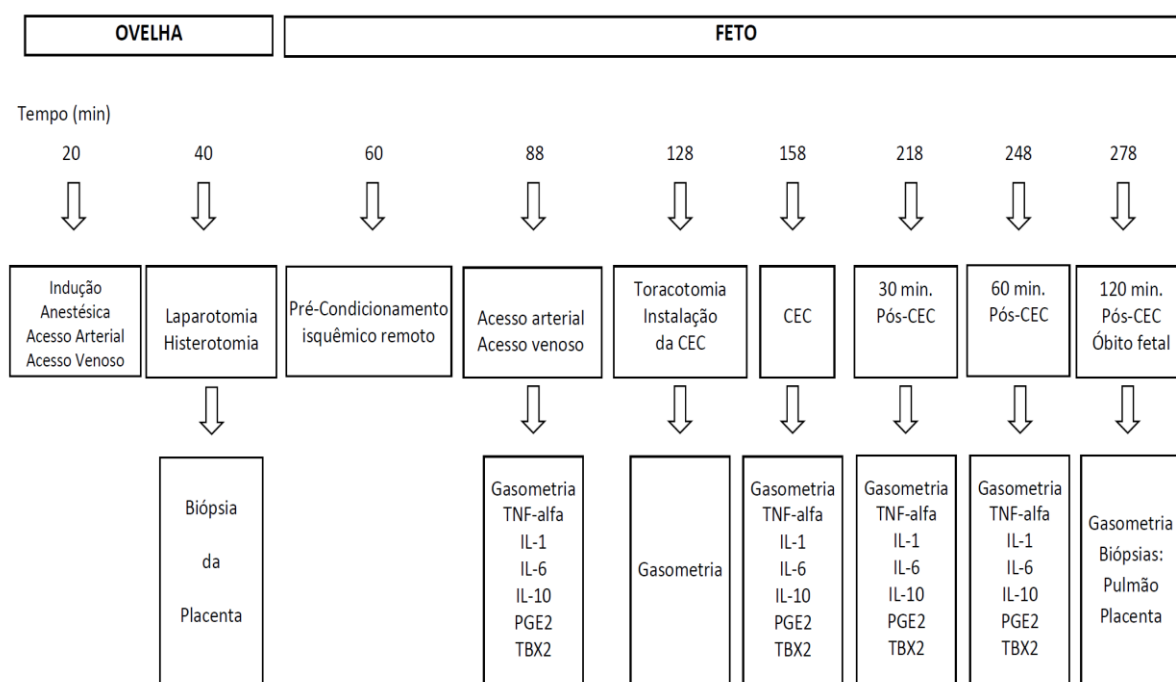 OVELHA
FETO
Tempo (min)
20
40
60
88
128
158
218
248
278
Indução
Anestésica
Acesso Arterial
Acesso Venoso
Laparotomia
Histerotomia
Pré-Condicionamento
isquêmico remoto
Acesso arterial
Acesso venoso
Toracotomia
Instalação
da CEC
CEC
30 min.
Pós-CEC
60 min.
Pós-CEC
120 min.
Pós-CEC
Óbito fetal
Biópsia
da
Placenta
Gasometria
TNF-alfa
IL-1
IL-6
IL-10
PGE2
TBX2
Gasometria
Gasometria
TNF-alfa
IL-1
IL-6
IL-10
PGE2
TBX2
Gasometria
TNF-alfa
IL-1
IL-6
IL-10
PGE2
TBX2
Gasometria
TNF-alfa
IL-1
IL-6
IL-10
PGE2
TBX2
Gasometria
Biópsias:
Pulmão
Placenta